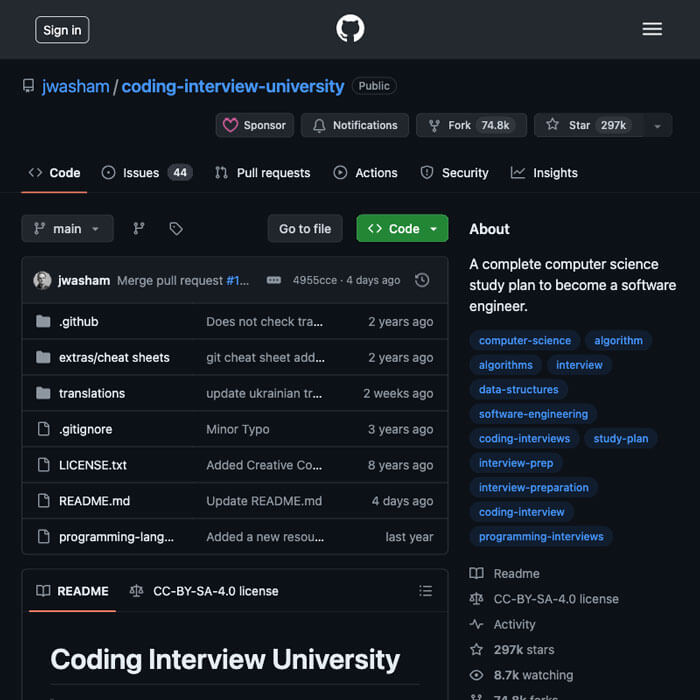 Sign in
jwasham / coding-interview-university Public
Sponsor Notifications Fork 74.8k Star 297k
Code Issues 44 Pull requests Actions Security Insights
main Go to file Code
jwasham Merge pull request #1... 4955cce · 4 days ago
.github Does not check tra... 2 years ago
extras/cheat sheets git cheat sheet add... 2 years ago
translations update ukrainian tr... 2 weeks ago
.gitignore Minor Typo 3 years ago
LICENSE.txt Added Creative Co... 8 years ago
README.md Update README.md 4 days ago
programming-lang... Added a new resou... last year
README CC-BY-SA-4.0 license
Coding Interview University
About
A complete computer science
study plan to become a software
engineer.
computer-science algorithm
algorithms interview
data-structures
software-engineering
coding-interviews study-plan
interview-prep
interview-preparation
coding-interview
programming-interviews
Readme
CC-BY-SA-4.0 license
Activity
297k stars
8.7k watching
74.8k forks